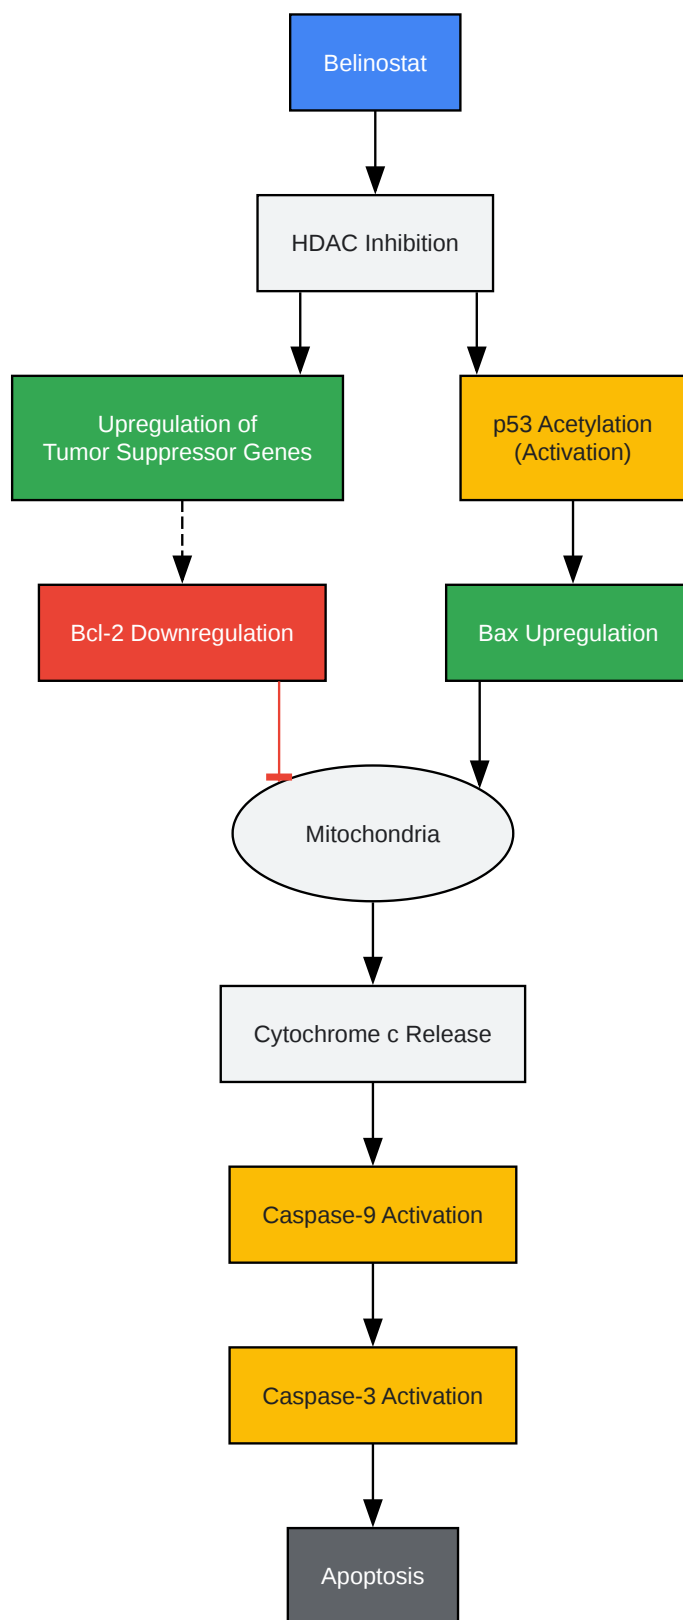 Belinostat
HDAC Inhibition
Upregulation of
Tumor Suppressor Genes
p53 Acetylation
(Activation)
Bcl-2 Downregulation
Bax Upregulation
Mitochondria
Cytochrome c Release
Caspase-9 Activation
Caspase-3 Activation
Apoptosis